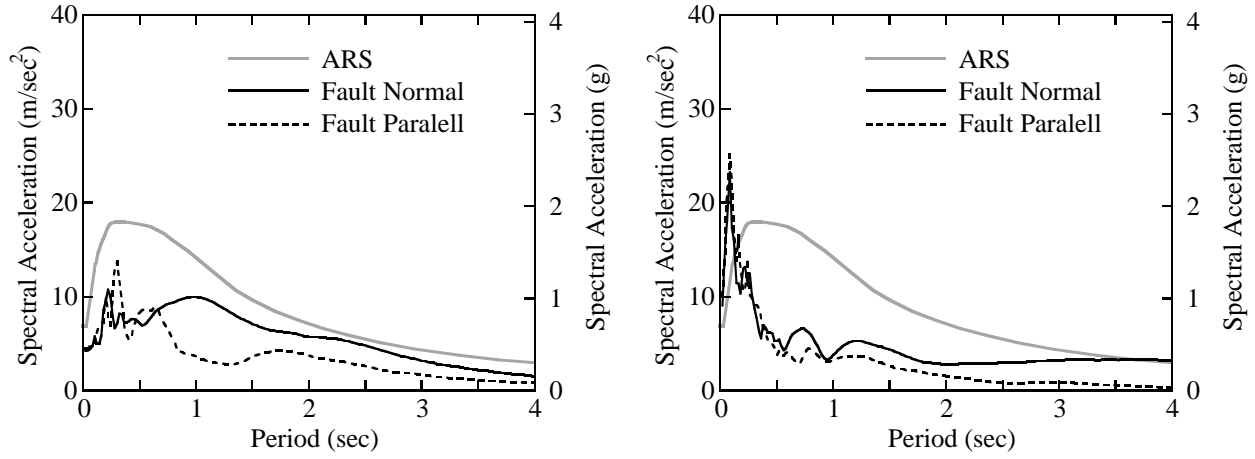 40
30
20
10
0
Spectral Acceleration (m/sec2)
ARS
Fault Normal
Fault Paralell
4
3
2
1
0
Spectral Acceleration (g)
0 1 2 3 4
Period (sec)
40
30
20
10
0
Spectral Acceleration (m/sec2)
ARS
Fault Normal
Fault Paralell
4
3
2
1
0
Spectral Acceleration (g)
0 1 2 3 4
Period (sec)